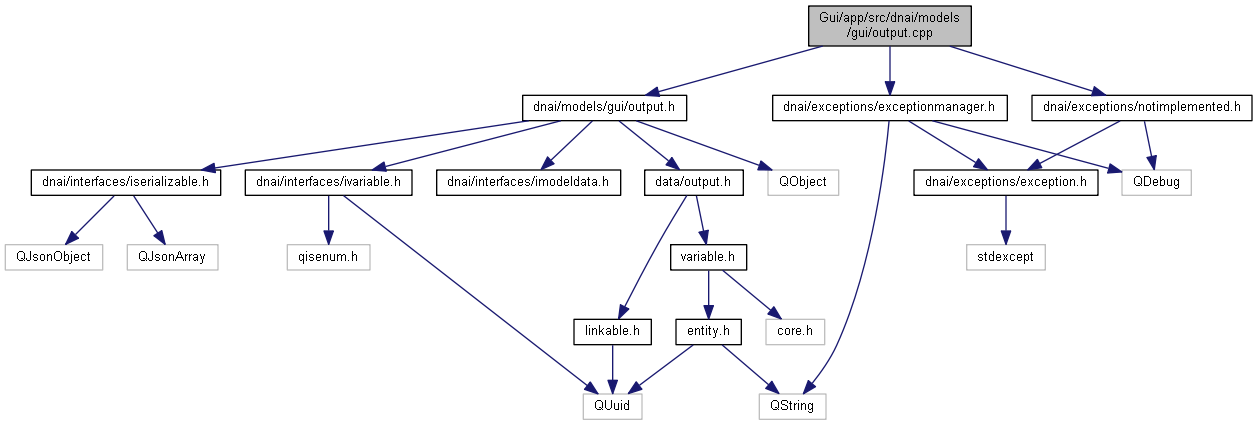 Gui/app/src/dnai/models
/gui/output.cpp
dnai/models/gui/output.h
dnai/exceptions/exceptionmanager.h
dnai/exceptions/notimplemented.h
dnai/interfaces/iserializable.h
dnai/interfaces/ivariable.h
dnai/interfaces/imodeldata.h
data/output.h
QObject
dnai/exceptions/exception.h
QDebug
QJsonObject
QJsonArray
qisenum.h
variable.h
stdexcept
linkable.h
entity.h
core.h
QUuid
QString